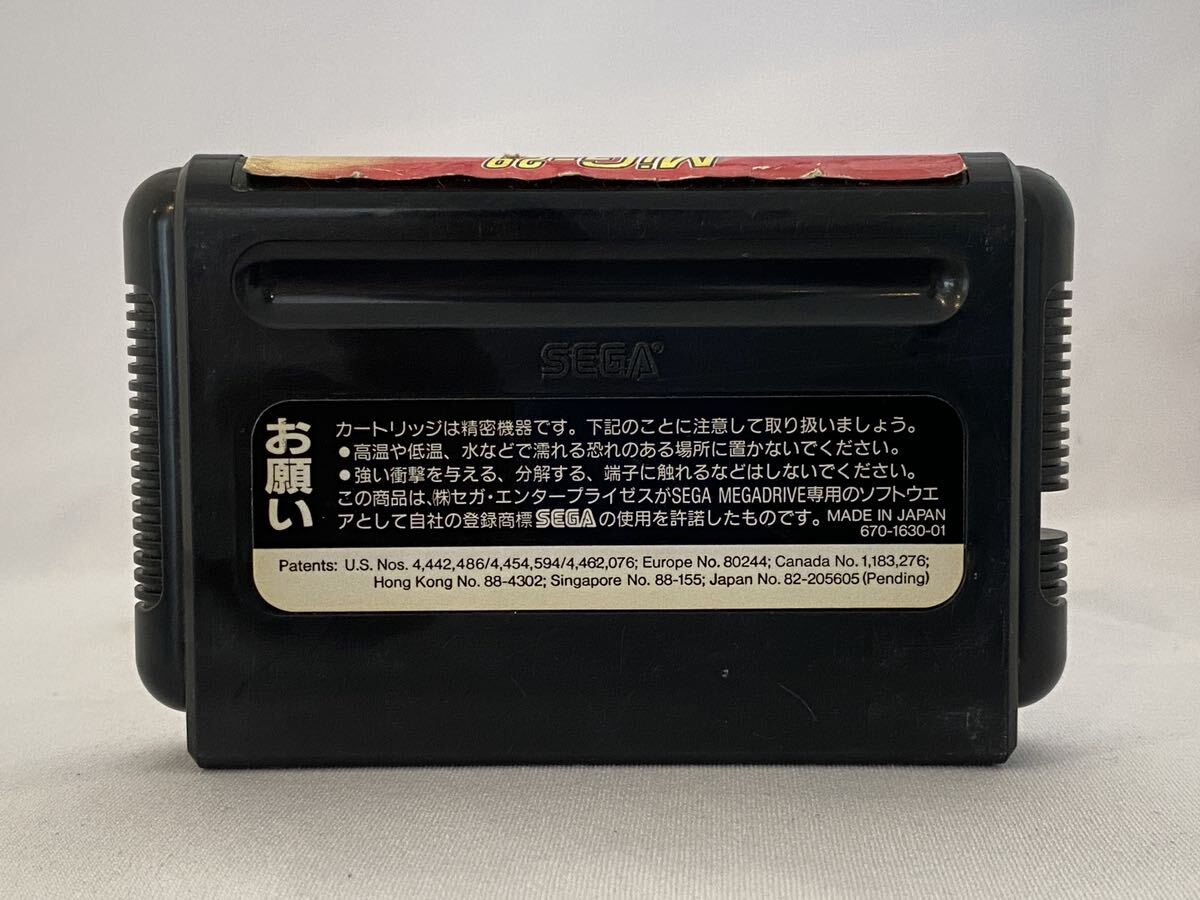 MiG-29
SEGA®
お願い
カートリッジは精密機器です。下記のことに注意して取り扱いましょう。
●高温や低温、水などで濡れる恐れのある場所に置かないでください。
●強い衝撃を与える、分解する、端子に触れるなどはしないでください。
この商品は、㈱セガ・エンタープライゼスがSEGA MEGADRIVE専用のソフトウエ
アとして自社の登録商標SEGAの使用を許諾したものです。MADE IN JAPAN
670-1630-01
Patents: U.S. Nos. 4,442,486/4,454,594/4,462,076; Europe No. 80244; Canada No. 1,183,276;
Hong Kong No. 88-4302; Singapore No. 88-155; Japan No. 82-205605 (Pending)